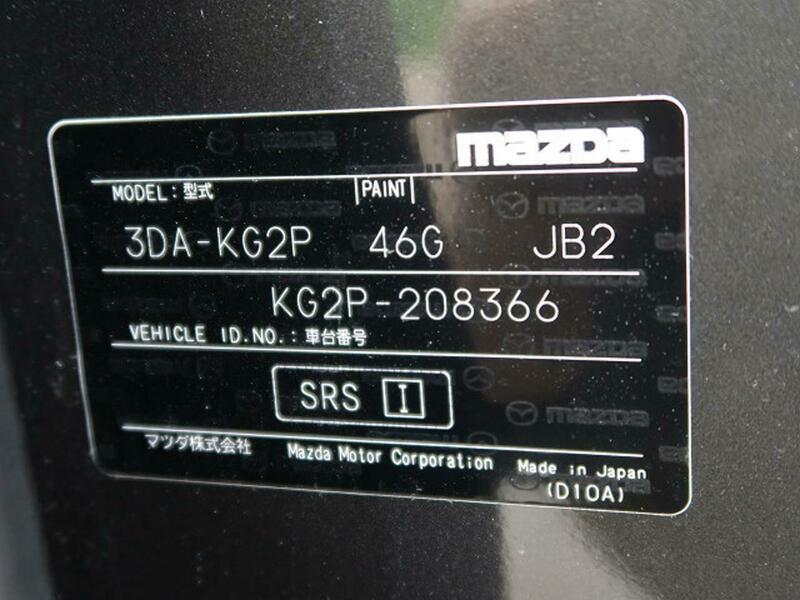 mazda
MODEL:型式 PAINT
3DA-KG2P 46G JB2
KG2P-208366
VEHICLE ID.NO.:車台番号
SRS I
マツダ株式会社 Mazda Motor Corporation Made in Japan
(D10A)